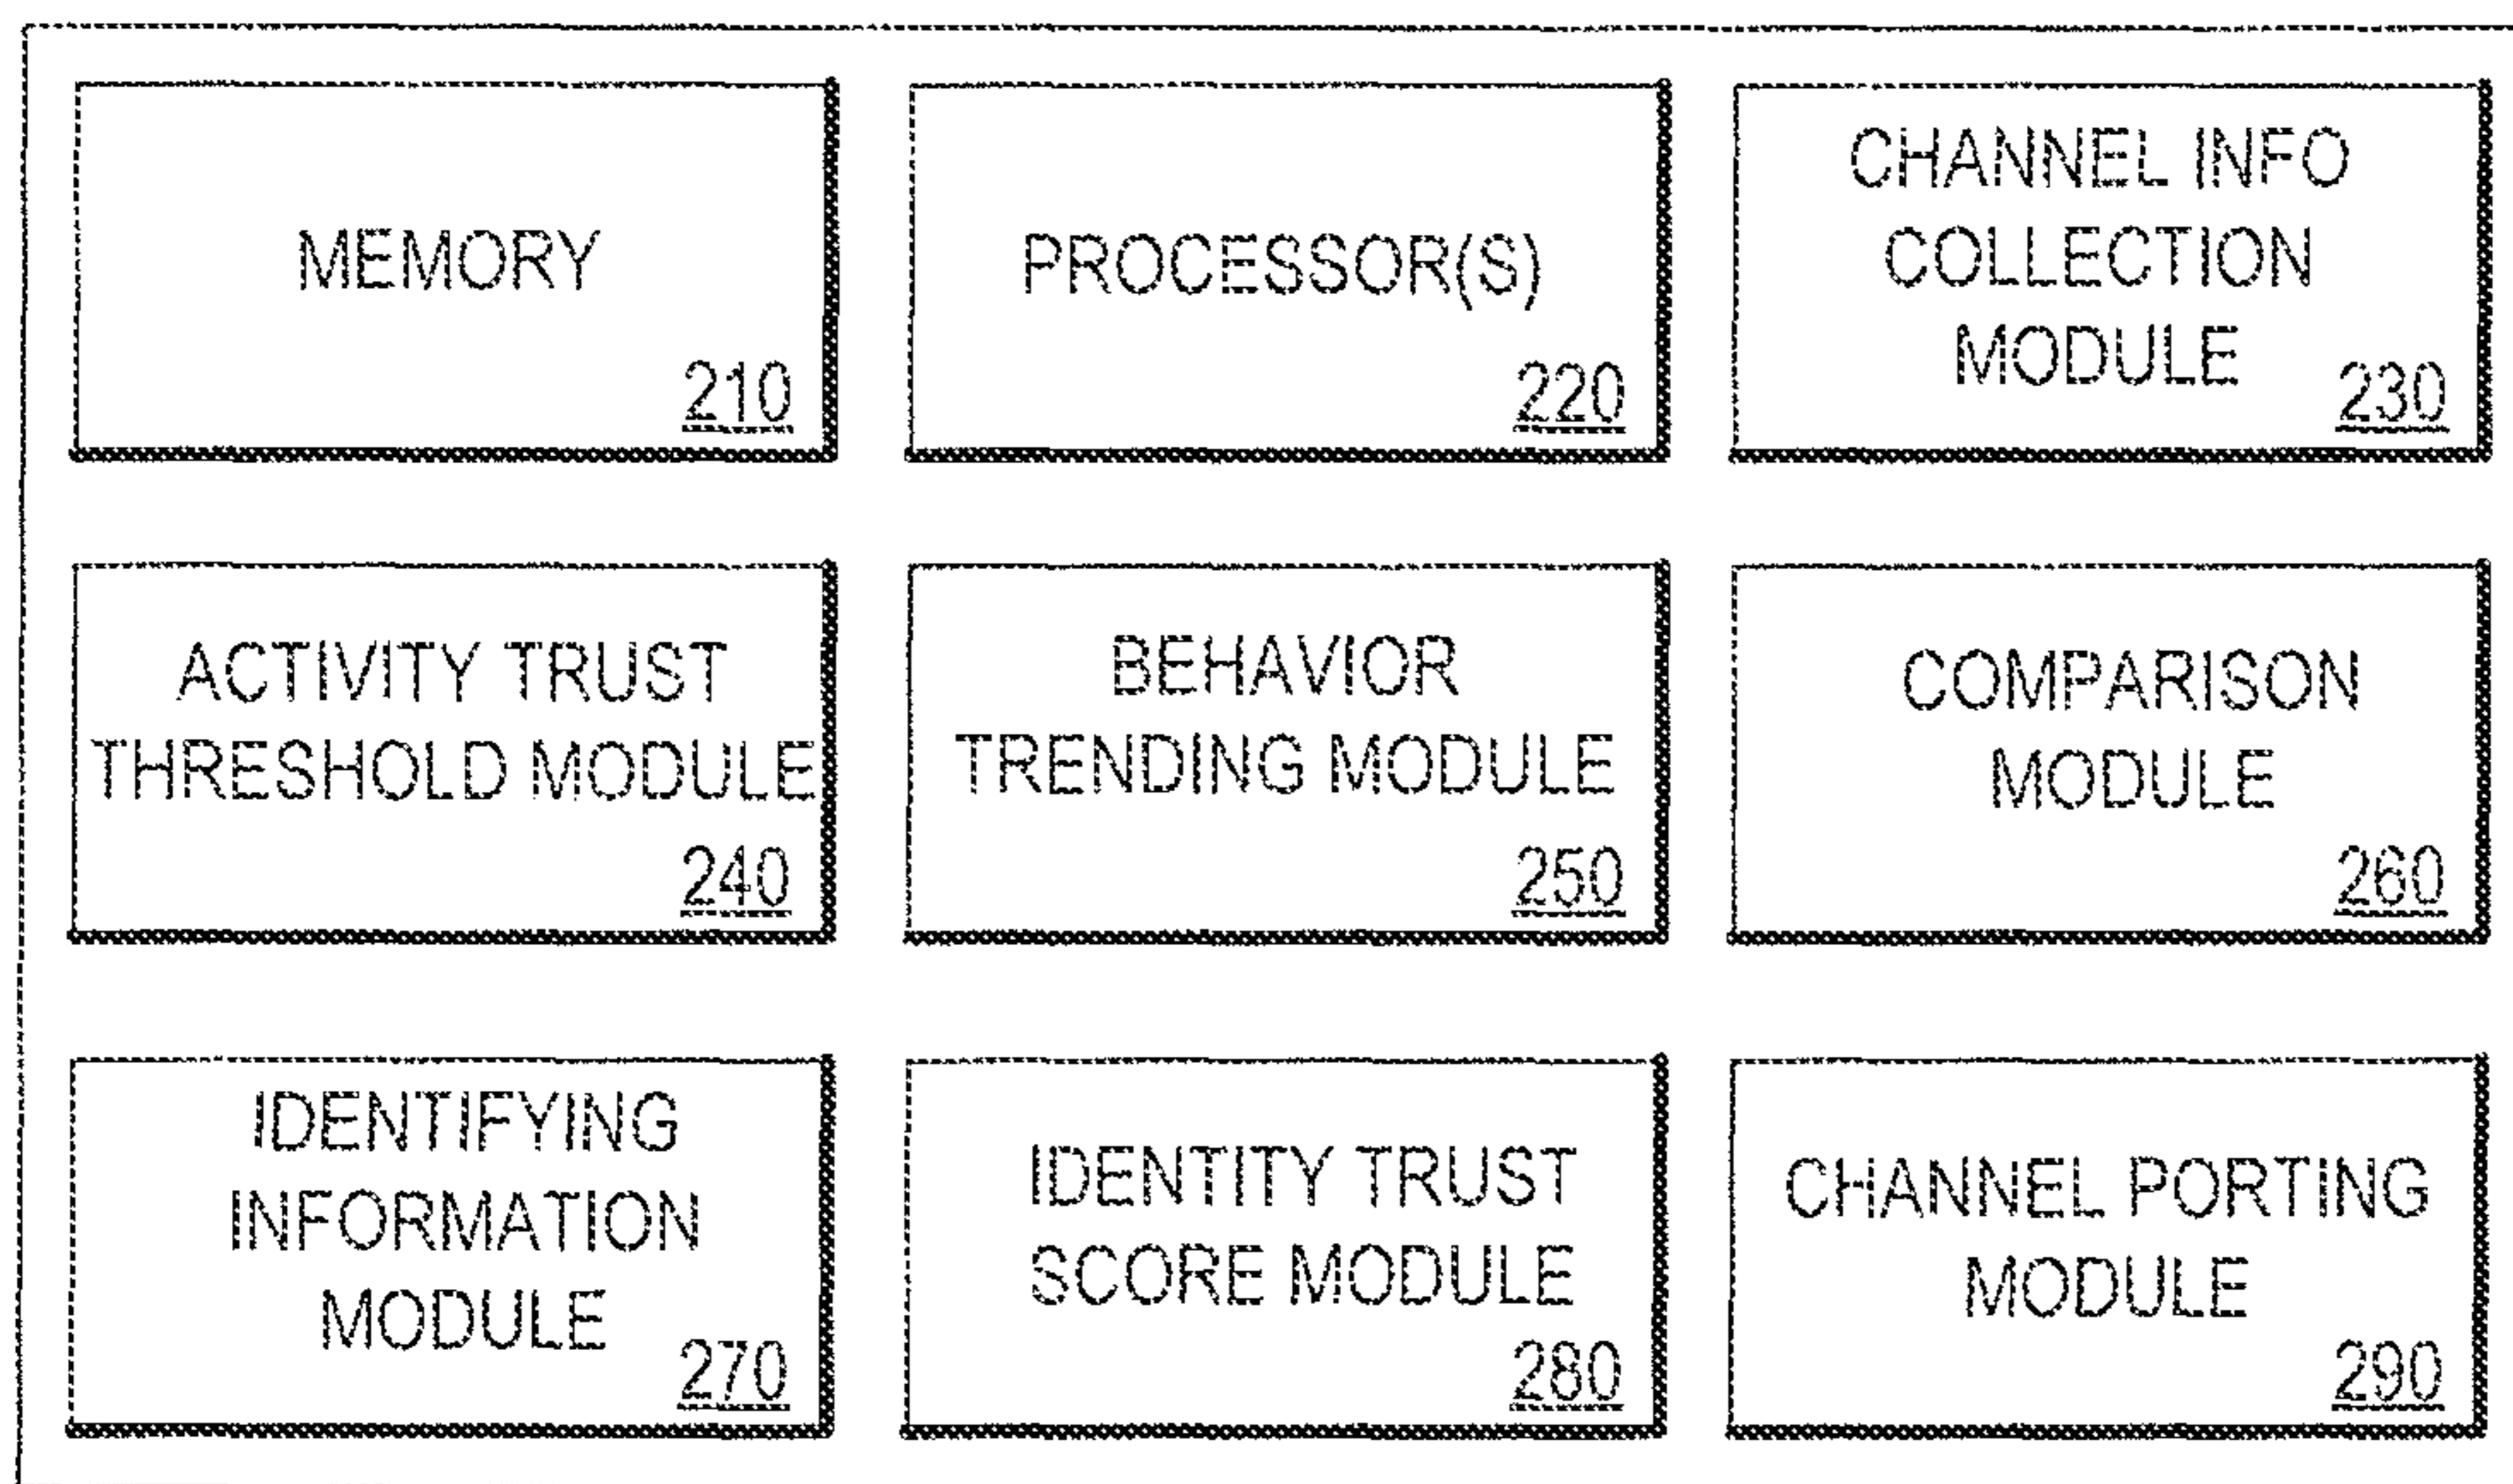 MEMORY
210
PROCESSOR(S)
220
CHANNEL INFO
COLLECTION
MODULE
230
ACTIVITY TRUST
THRESHOLD MODULE
240
BEHAVIOR
TRENDING MODULE
250
COMPARISON
MODULE
260
IDENTIFYING
INFORMATION
MODULE
270
IDENTITY TRUST
SCORE MODULE
280
CHANNEL PORTING
MODULE
290